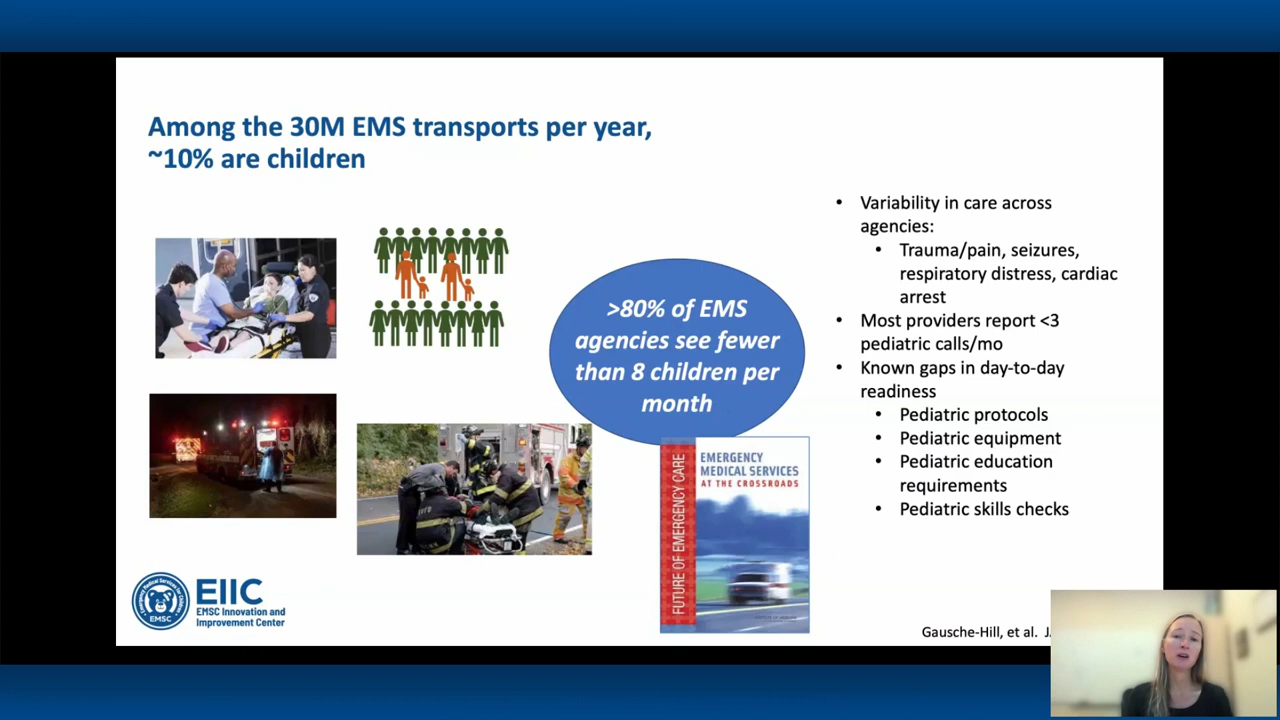 Among the 30M EMS transports per year,
~10% are children
>80% of EMS
agencies see fewer
than 8 children per
month
FUTURE OF EMERGENCY CARE
EMERGENCY
MEDICAL SERVICES
AT THE CROSSROADS
• Variability in care across
agencies:
• Trauma/pain, seizures,
respiratory distress, cardiac
arrest
• Most providers report <3
pediatric calls/mo
• Known gaps in day-to-day
readiness
• Pediatric protocols
• Pediatric equipment
• Pediatric education
requirements
• Pediatric skills checks
EMSC
EIIC
EMSC Innovation and
Improvement Center
Gausche-Hill, et al.